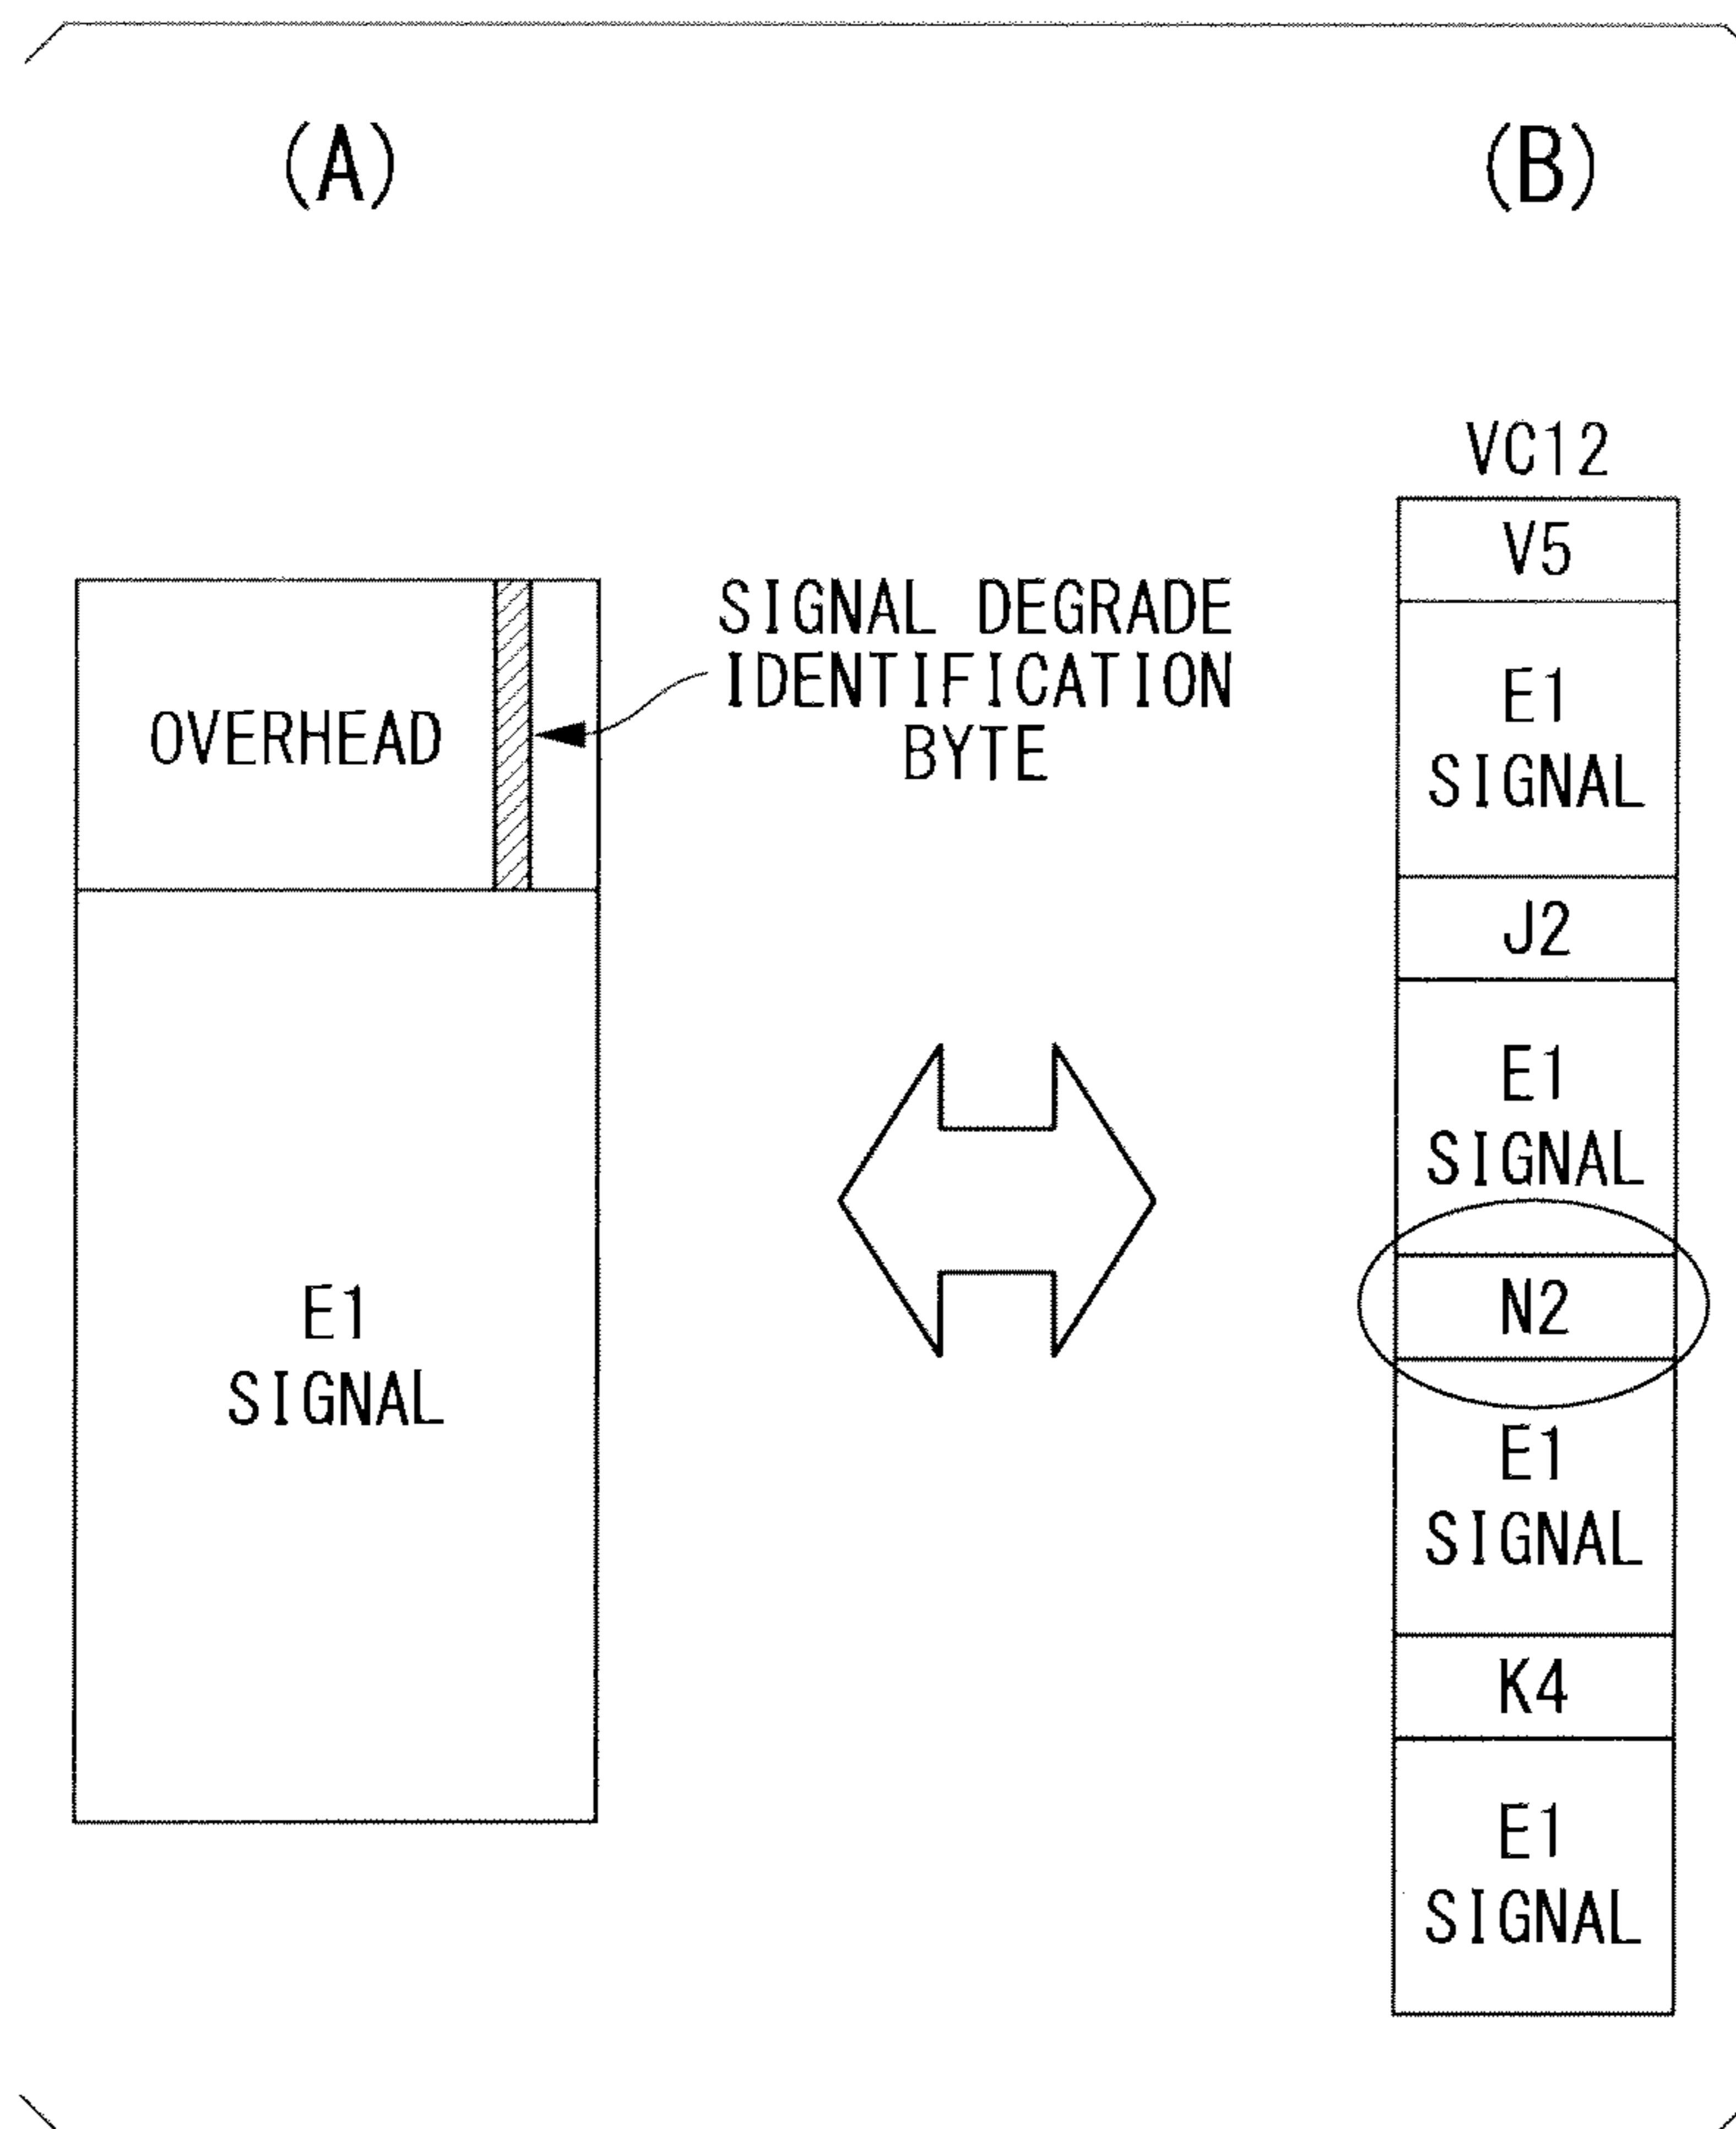 (A)
(B)
OVERHEAD
SIGNAL DEGRADE
IDENTIFICATION
BYTE
E1
SIGNAL
VC12
V5
E1
SIGNAL
J2
E1
SIGNAL
N2
E1
SIGNAL
K4
E1
SIGNAL